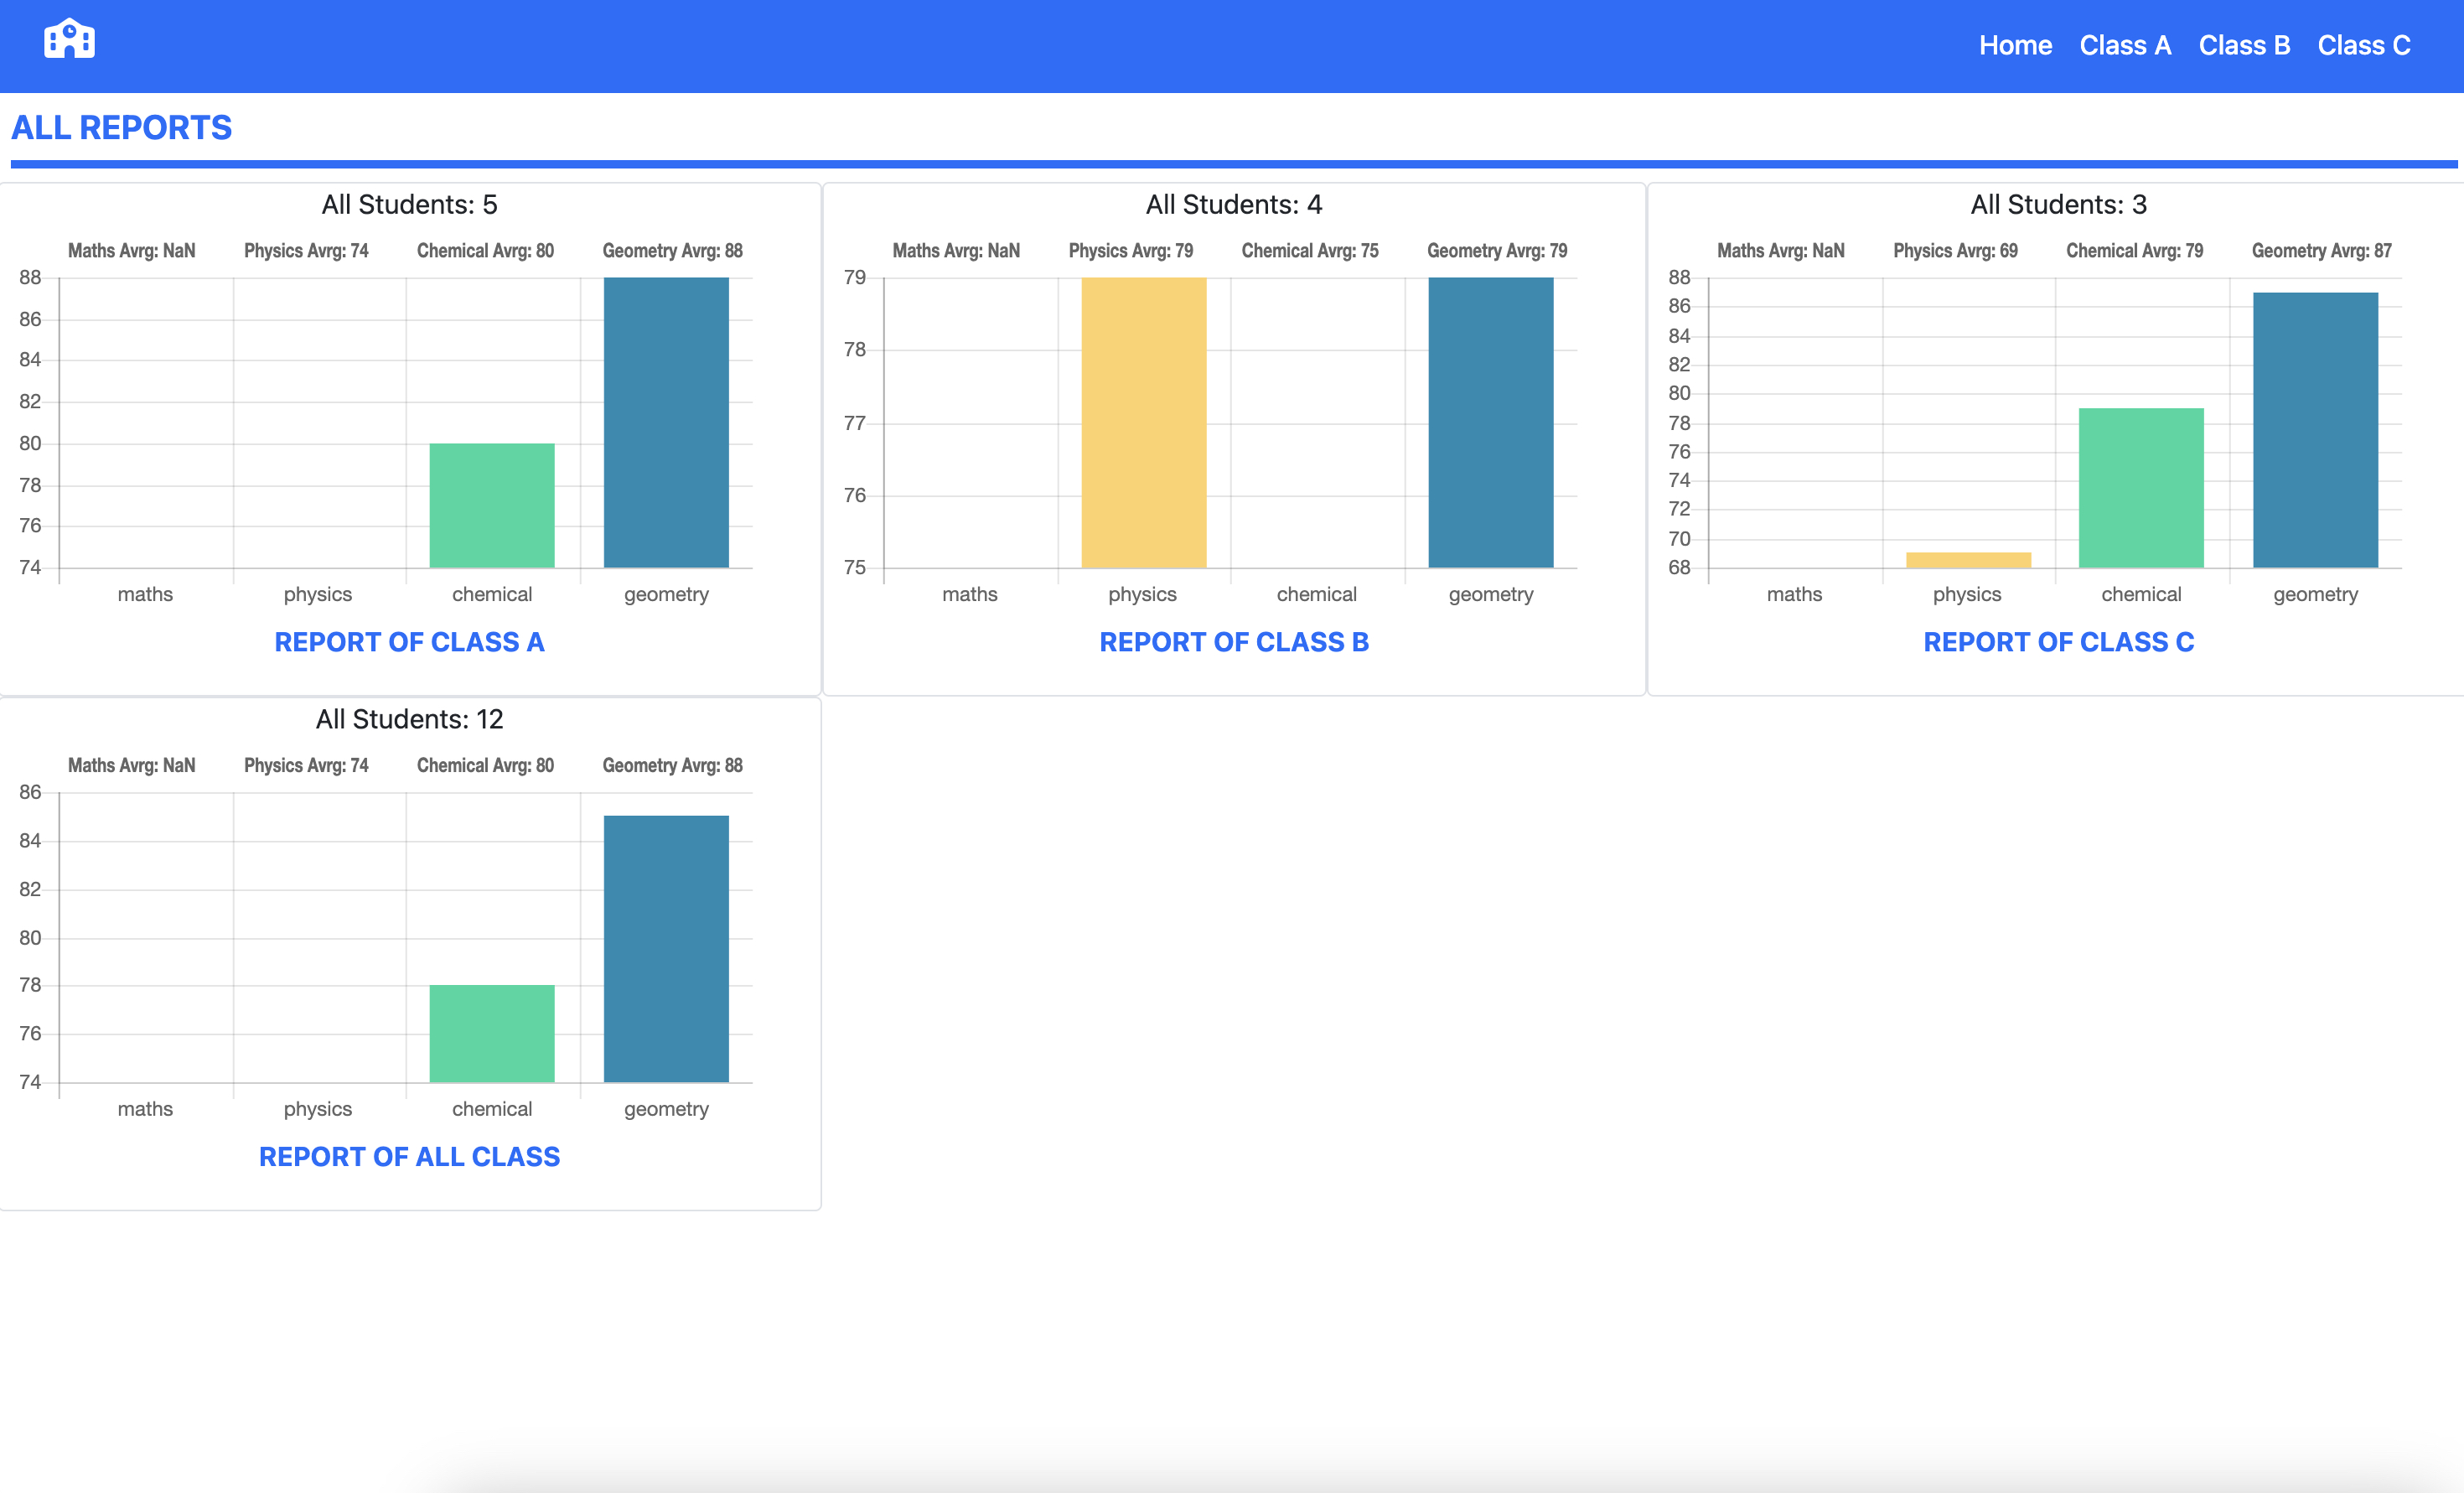 Home Class A Class B Class C
ALL REPORTS
All Students: 5
Maths Avrg: NaN Physics Avrg: 74 Chemical Avrg: 80 Geometry Avrg: 88
88
86
84
82
80
78
76
74
maths physics chemical geometry
REPORT OF CLASS A
All Students: 4
Maths Avrg: NaN Physics Avrg: 79 Chemical Avrg: 75 Geometry Avrg: 79
79
78
77
76
75
maths physics chemical geometry
REPORT OF CLASS B
All Students: 3
Maths Avrg: NaN Physics Avrg: 69 Chemical Avrg: 79 Geometry Avrg: 87
88
86
84
82
80
78
76
74
72
70
68
maths physics chemical geometry
REPORT OF CLASS C
All Students: 12
Maths Avrg: NaN Physics Avrg: 74 Chemical Avrg: 80 Geometry Avrg: 88
86
84
82
80
78
76
74
maths physics chemical geometry
REPORT OF ALL CLASS